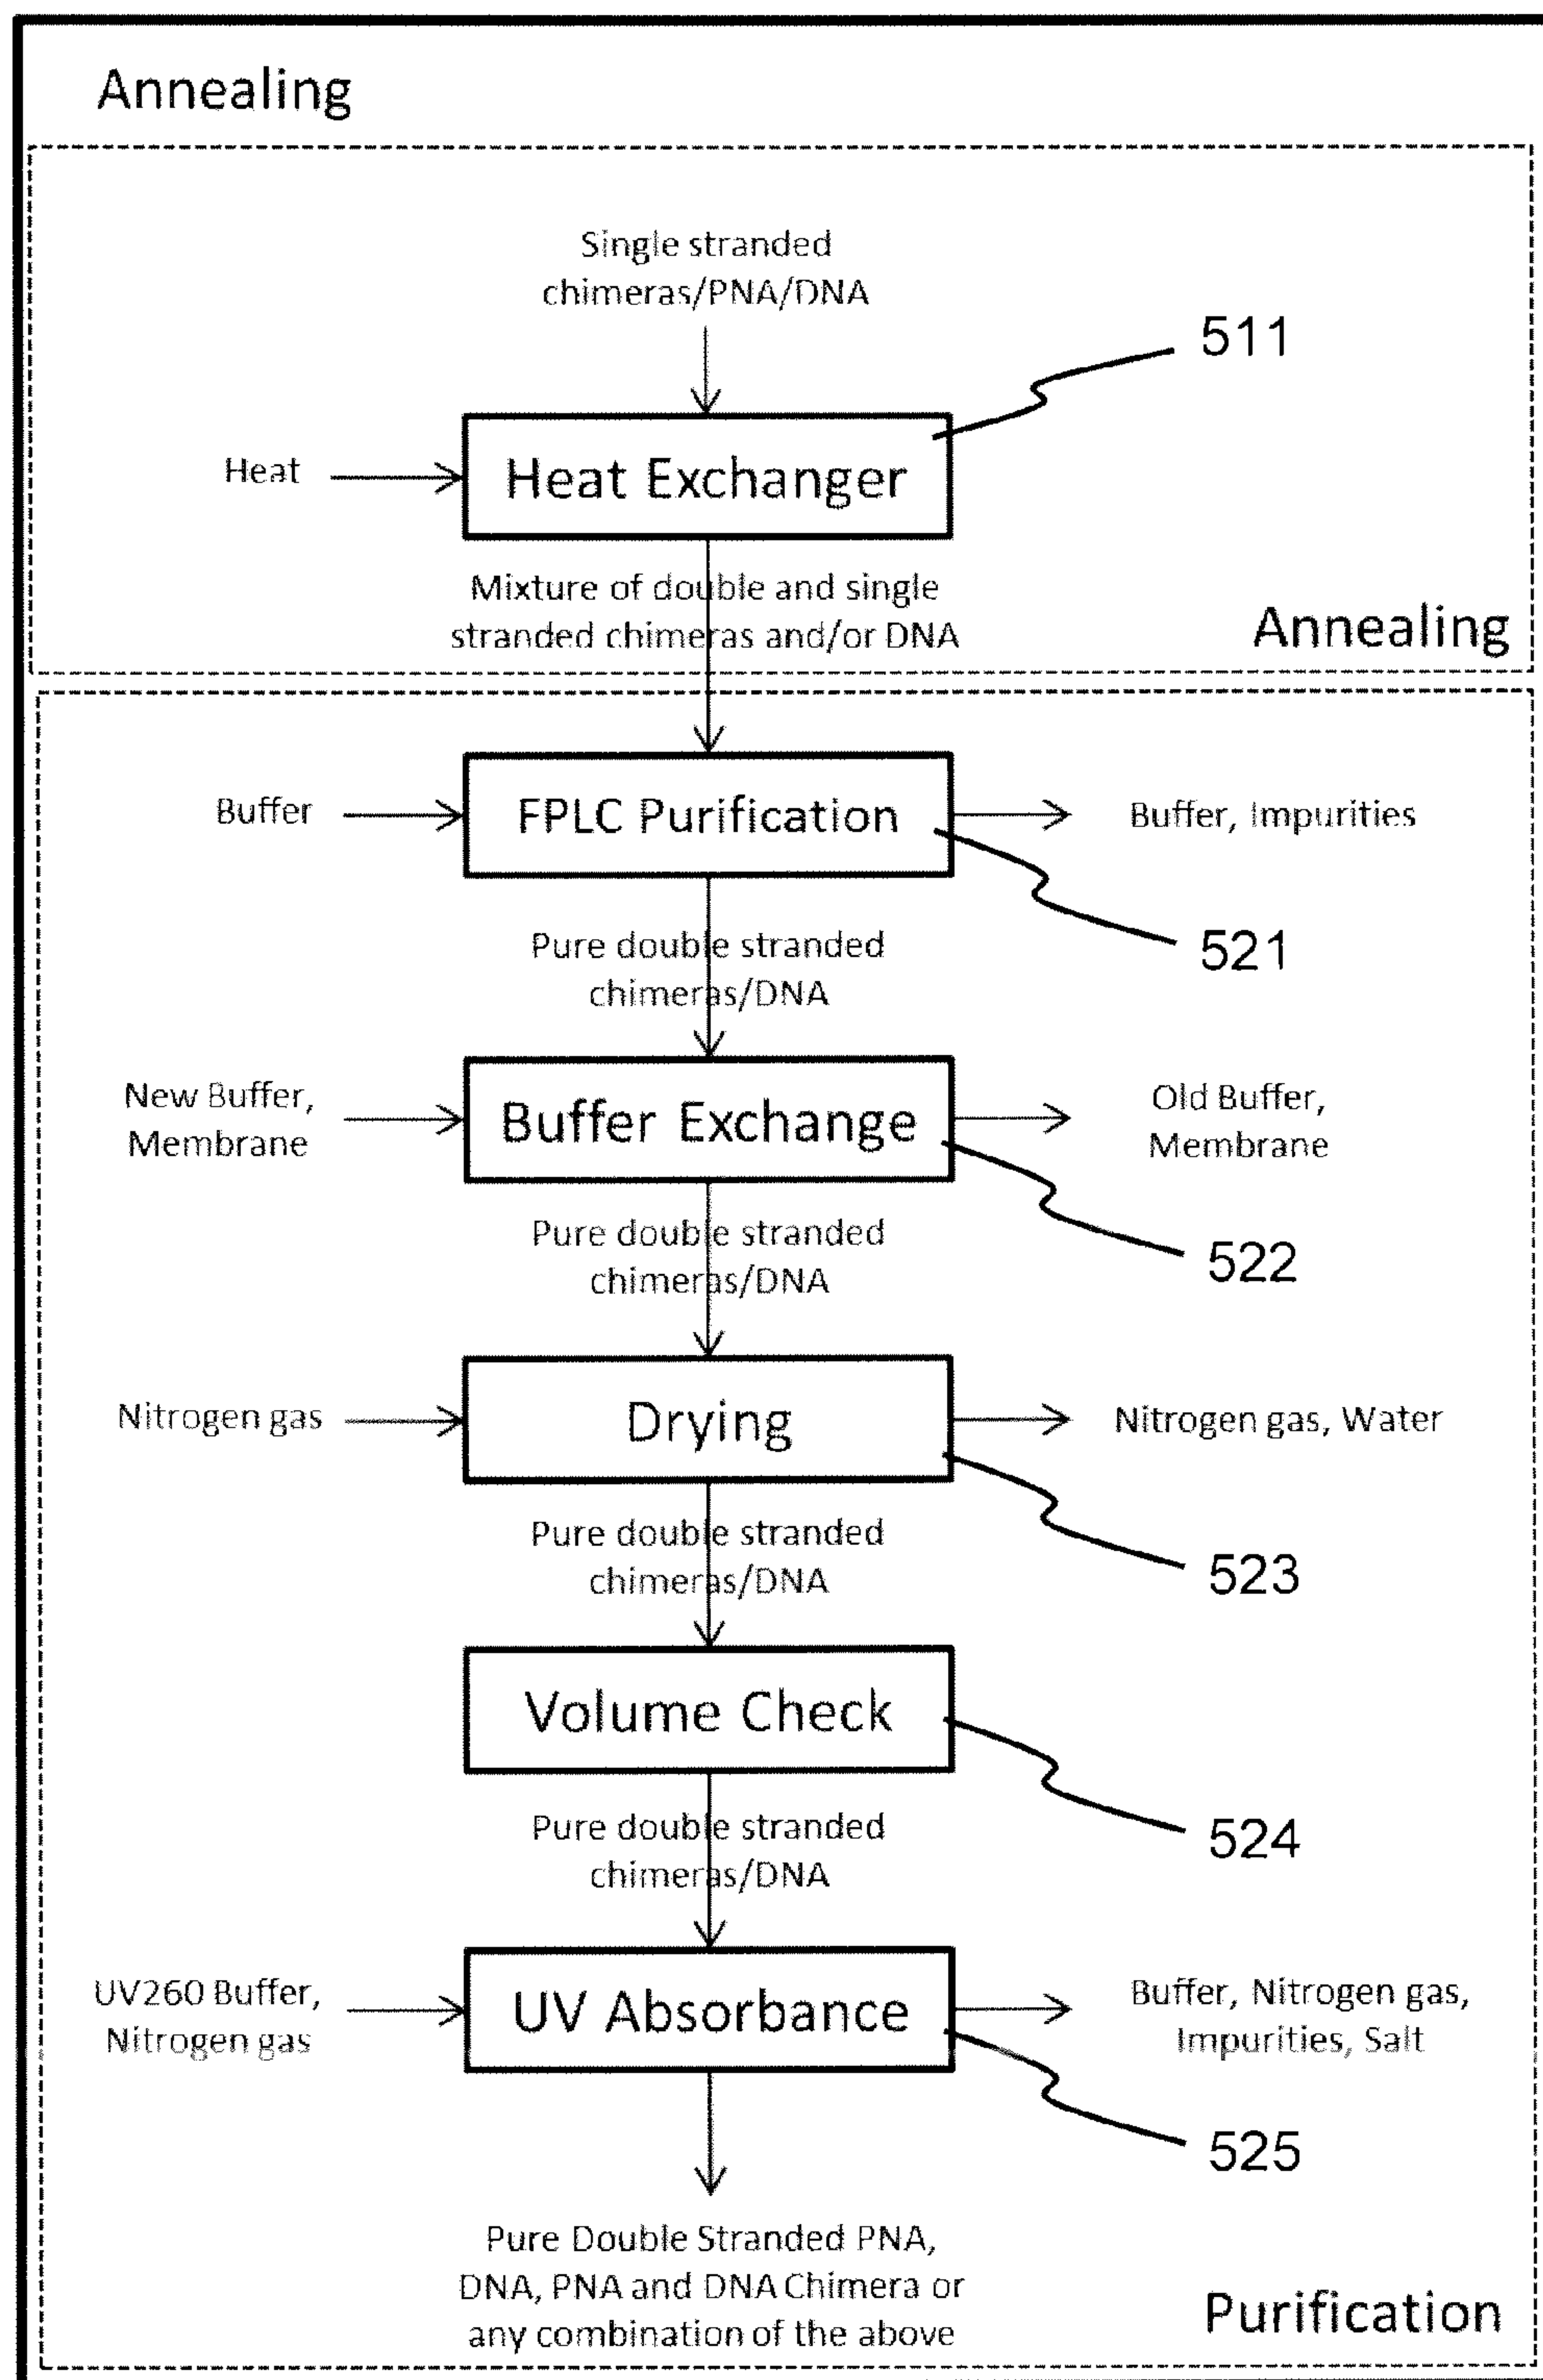 Annealing
Single stranded
chimeras/PNA/DNA
511
Heat
Heat Exchanger
Mixture of double and single
stranded chimeras and/or DNA
Annealing
Buffer
FPLC Purification
Buffer, Impurities
521
Pure double stranded
chimeras/DNA
New Buffer,
Membrane
Buffer Exchange
Old Buffer,
Membrane
522
Pure double stranded
chimeras/DNA
Nitrogen gas
Drying
Nitrogen gas, Water
523
Pure double stranded
chimeras/DNA
Volume Check
524
Pure double stranded
chimeras/DNA
UV260 Buffer,
Nitrogen gas
UV Absorbance
Buffer, Nitrogen gas,
Impurities, Salt
525
Pure Double Stranded PNA,
DNA, PNA and DNA Chimera or
any combination of the above
Purification